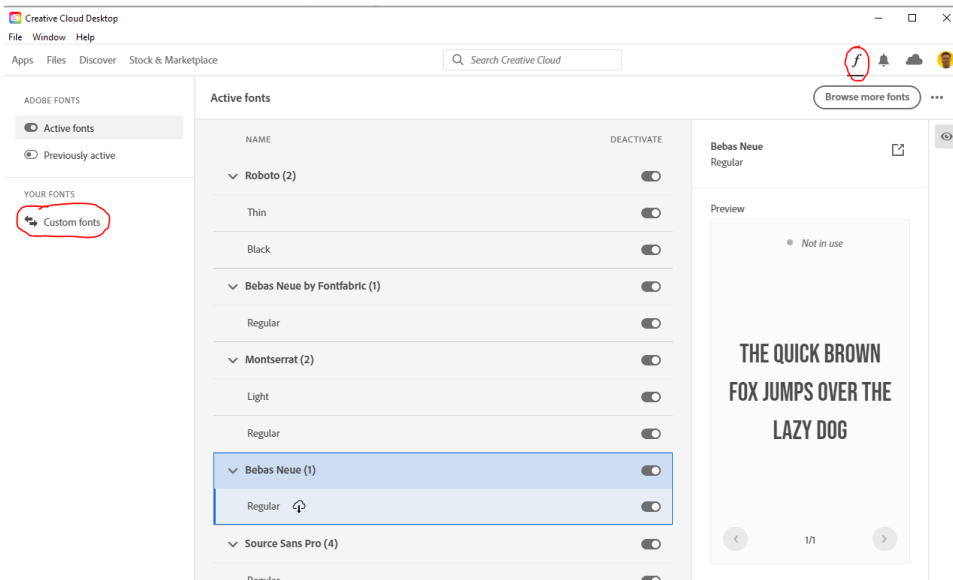 Creative Cloud Desktop
File Window Help
Apps Files Discover Stock & Marketplace
Search Creative Cloud
f
ADOBE FONTS
Active fonts
Previously active
YOUR FONTS
Custom fonts
Active fonts
Browse more fonts
NAME DEACTIVATE
Roboto (2)
Thin
Black
Bebas Neue by Fontfabric (1)
Regular
Montserrat (2)
Light
Regular
Bebas Neue (1)
Regular
Source Sans Pro (4)
Regular
Bebas Neue
Regular
Preview
Not in use
THE QUICK BROWN
FOX JUMPS OVER THE
LAZY DOG
1/1